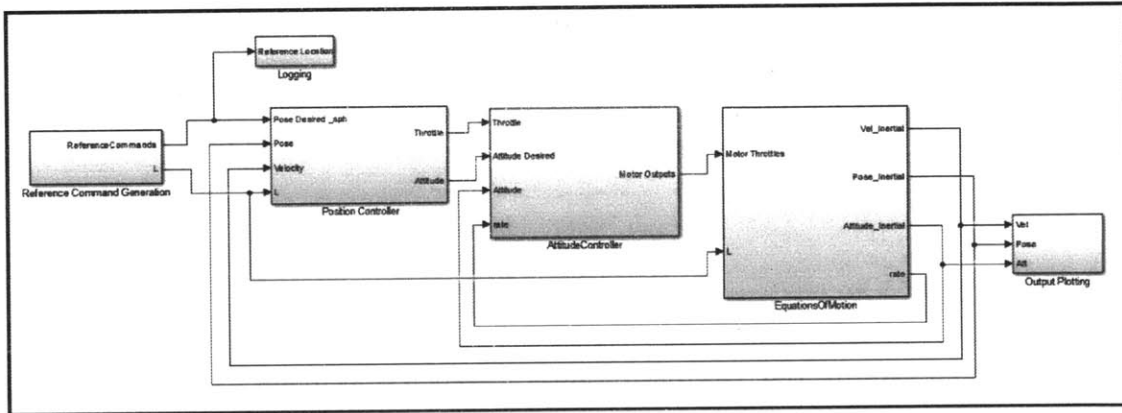 Reference Location
Logging
ReferenceCommands
L
Reference Command Generation
Pose Desired _sph
Pose
Velocity
L
Throttle
Attitude
Position Controller
Throttle
Attitude Desired
Attitude
rate
Motor Outputs
AttitudeController
Motor Throttles
L
Vel_Inertial
Pose_Inertial
Attitude_Inertial
rate
EquationsOfMotion
Vel
Pose
Att
Output Plotting